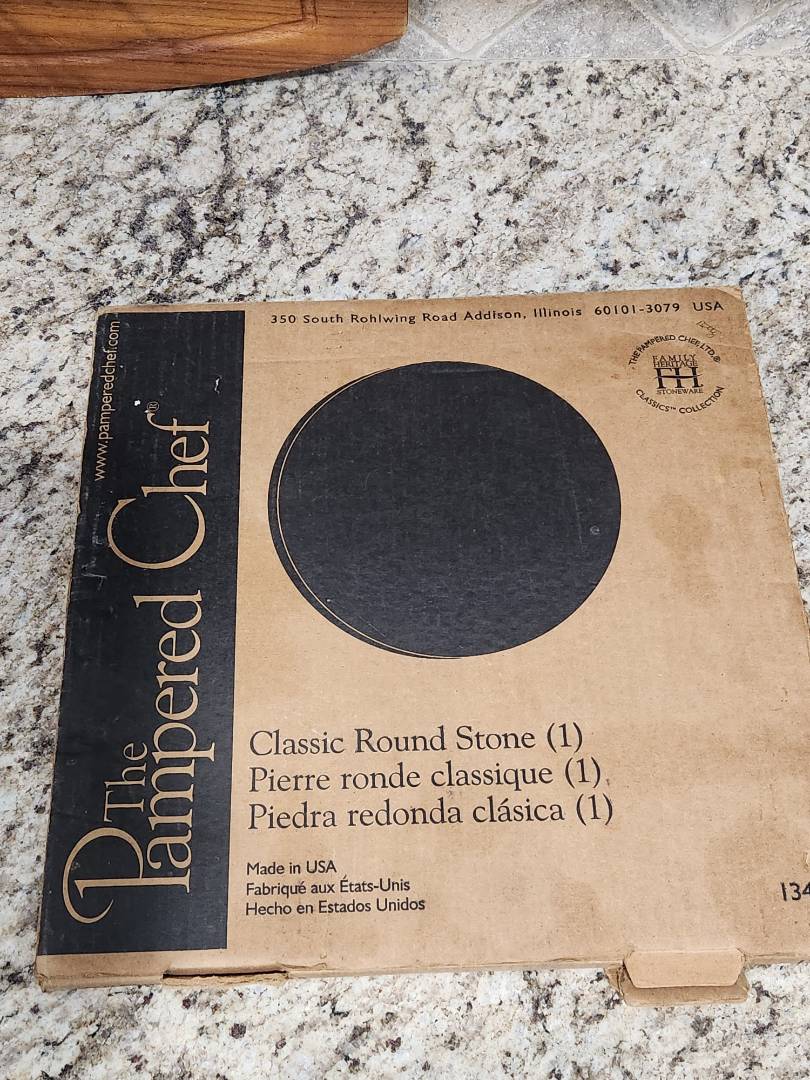 350 South Rohlwing Road Addison, Illinois 60101-3079 USA
www.pamperedchef.com
The
Pampered Chef®
THE PAMPERED CHEF, LTD.®
FAMILY
HERITAGE
FH
STONEWARE
CLASSICS™ COLLECTION
Classic Round Stone (1)
Pierre ronde classique (1)
Piedra redonda clásica (1)
Made in USA
Fabriqué aux États-Unis
Hecho en Estados Unidos
134